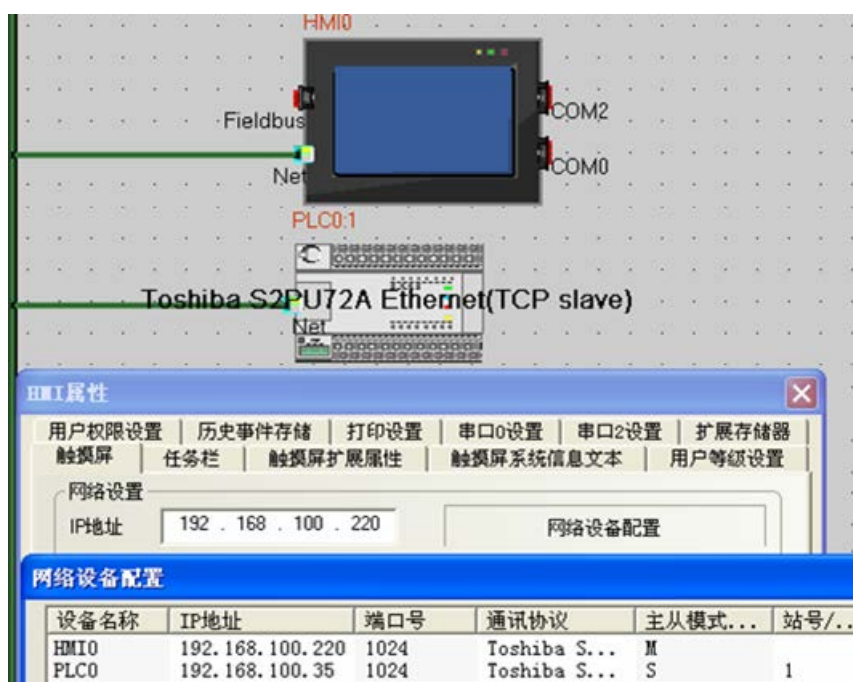 HMI0
Fieldbus
COM2
COM0
Net
PLC0:1
Toshiba S2PU72A Ethernet(TCP slave)
Net
HMI属性
用户权限设置 历史事件存储 打印设置 串口0设置 串口2设置 扩展存储器
触摸屏 任务栏 触摸屏扩展属性 触摸屏系统信息文本 用户等级设置
网络设置
IP地址 192 . 168 . 100 . 220 网络设备配置
网络设备配置
设备名称 IP地址 端口号 通讯协议 主从模式... 站号/...
HMI0 192.168.100.220 1024 Toshiba S... M
PLC0 192.168.100.35 1024 Toshiba S... S 1